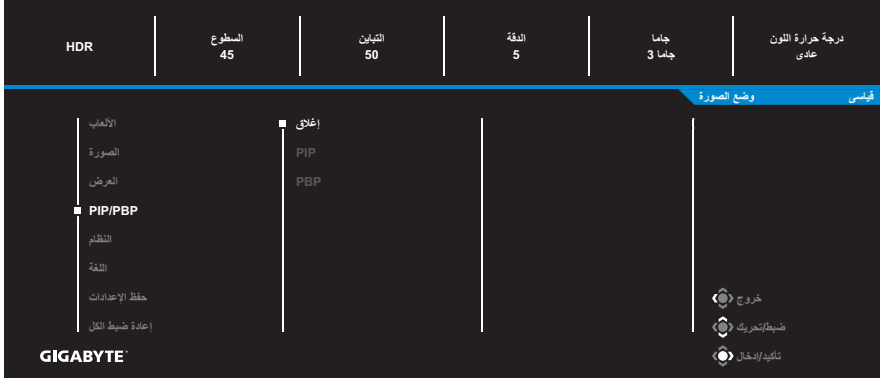 HDR
السطوع
45
التباين
50
الدقة
5
جاما
جاما 3
درجة حرارة اللون
عادى
وضع الصورة
قياسى
الألعاب
الصورة
العرض
PIP/PBP
النظام
اللغة
حفظ الإعدادات
إعادة ضبط الكل
إغلاق
PIP
PBP
خروج
ضبط/تحريك
تأكيد/إدخال
GIGABYTE™